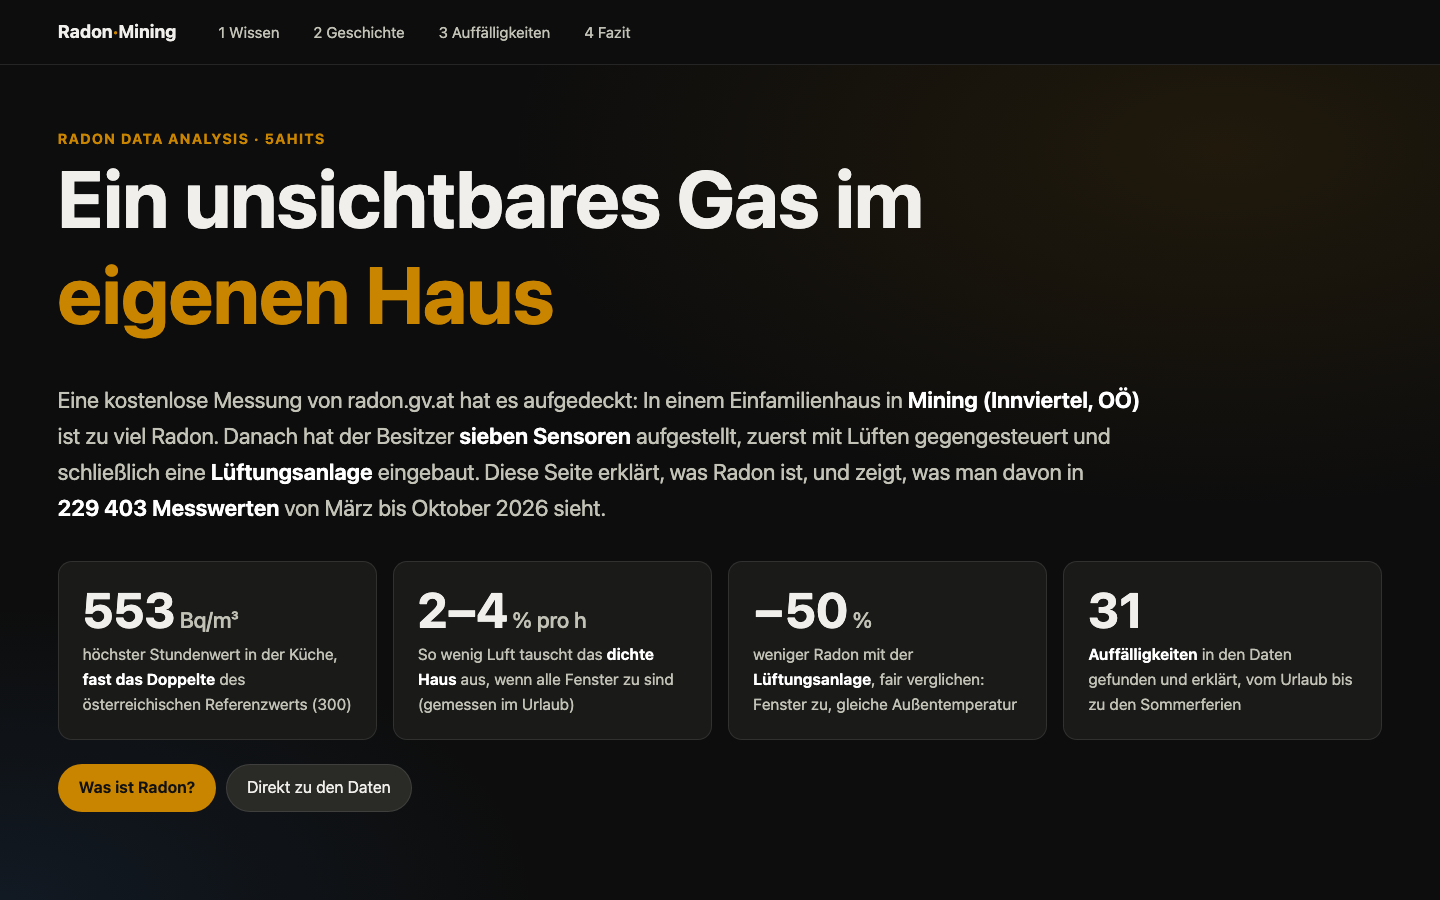 Radon·Mining
1 Wissen
2 Geschichte
3 Auffälligkeiten
4 Fazit
RADON DATA ANALYSIS · 5AHITS
Ein unsichtbares Gas im
eigenen Haus
Eine kostenlose Messung von radon.gv.at hat es aufgedeckt: In einem Einfamilienhaus in Mining (Innviertel, OÖ)
ist zu viel Radon. Danach hat der Besitzer sieben Sensoren aufgestellt, zuerst mit Lüften gegengesteuert und
schließlich eine Lüftungsanlage eingebaut. Diese Seite erklärt, was Radon ist, und zeigt, was man davon in
229 403 Messwerten von März bis Oktober 2026 sieht.
553 Bq/m³
höchster Stundenwert in der Küche,
fast das Doppelte des
österreichischen Referenzwerts (300)
2–4 % pro h
So wenig Luft tauscht das dichte
Haus aus, wenn alle Fenster zu sind
(gemessen im Urlaub)
–50 %
weniger Radon mit der
Lüftungsanlage, fair verglichen:
Fenster zu, gleiche Außentemperatur
31
Auffälligkeiten in den Daten
gefunden und erklärt, vom Urlaub bis
zu den Sommerferien
Was ist Radon?
Direkt zu den Daten